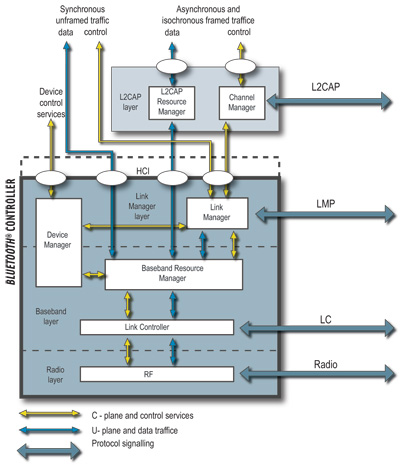 Synchronous
unframed traffic
data control
Asynchronous and
isochronous framed traffice
data control
Device
control
services
L2CAP
layer
L2CAP
Resource
Manager
Channel
Manager
L2CAP
HCI
Link
Manager
layer
Link
Manager
LMP
Device
Manager
Baseband Resource
Manager
Baseband
layer
Link Controller
LC
Radio
layer
RF
Radio
BLUETOOTH® CONTROLLER
C - plane and control services
U- plane and data traffice
Protocol signalling